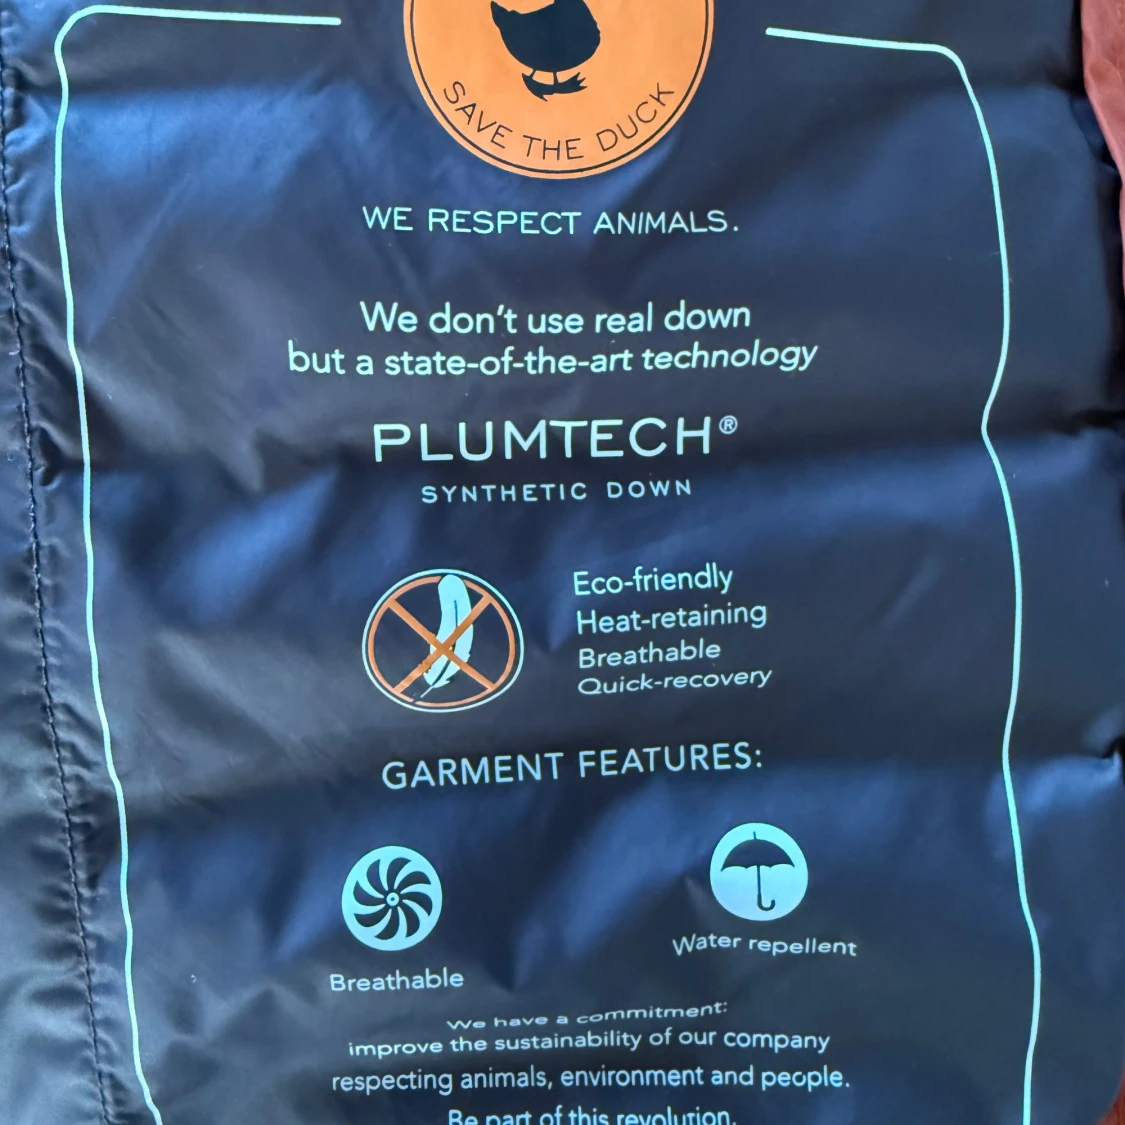 SAVE THE DUCK
WE RESPECT ANIMALS.
We don't use real down
but a state-of-the-art technology
PLUMTECH®
SYNTHETIC DOWN
Eco-friendly
Heat-retaining
Breathable
Quick-recovery
GARMENT FEATURES:
Breathable
Water repellent
We have a commitment:
improve the sustainability of our company
respecting animals, environment and people.
Be part of this revolution.